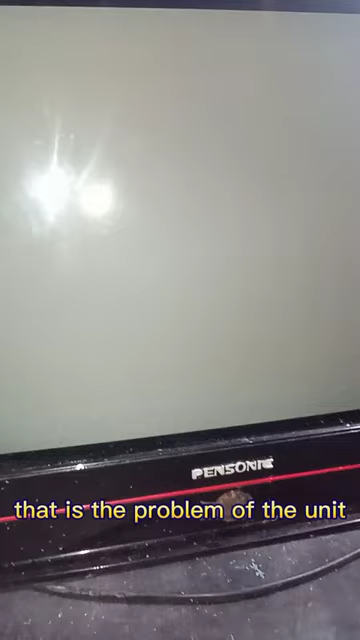 PENSONIC
that is the problem of the unit